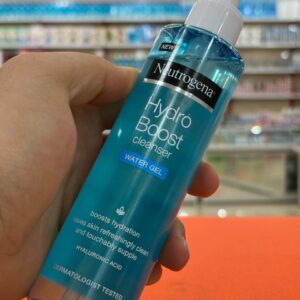 NEW
Neutrogena
Hydro
Boost
cleanser
WATER GEL
boosts hydration
leaves skin refreshingly clean
and touchably supple
HYALURONIC ACID
DERMATOLOGIST TESTED